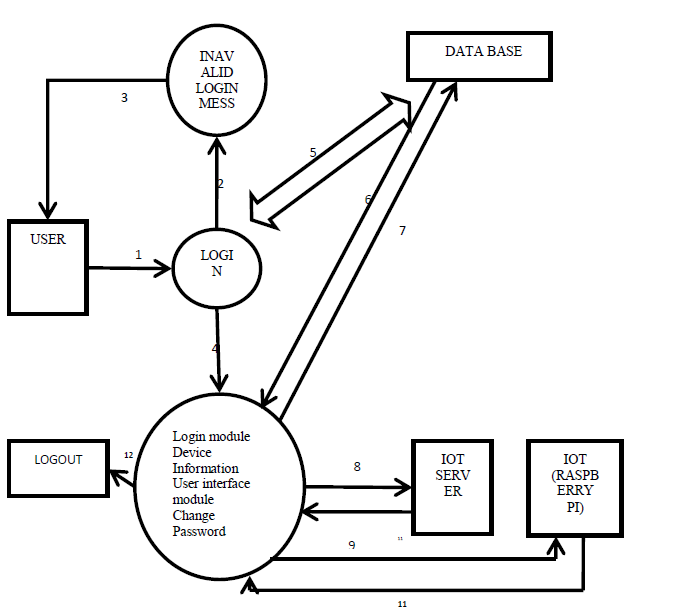 INAV
ALID
LOGIN
MESS
DATA BASE
3
5
2
6
7
USER
1
LOGI
N
4
LOGOUT
12
Login module
Device
Information
User interface
module
Change
Password
8
IOT
SERV
ER
IOT
(RASPB
ERRY
PI)
9
11